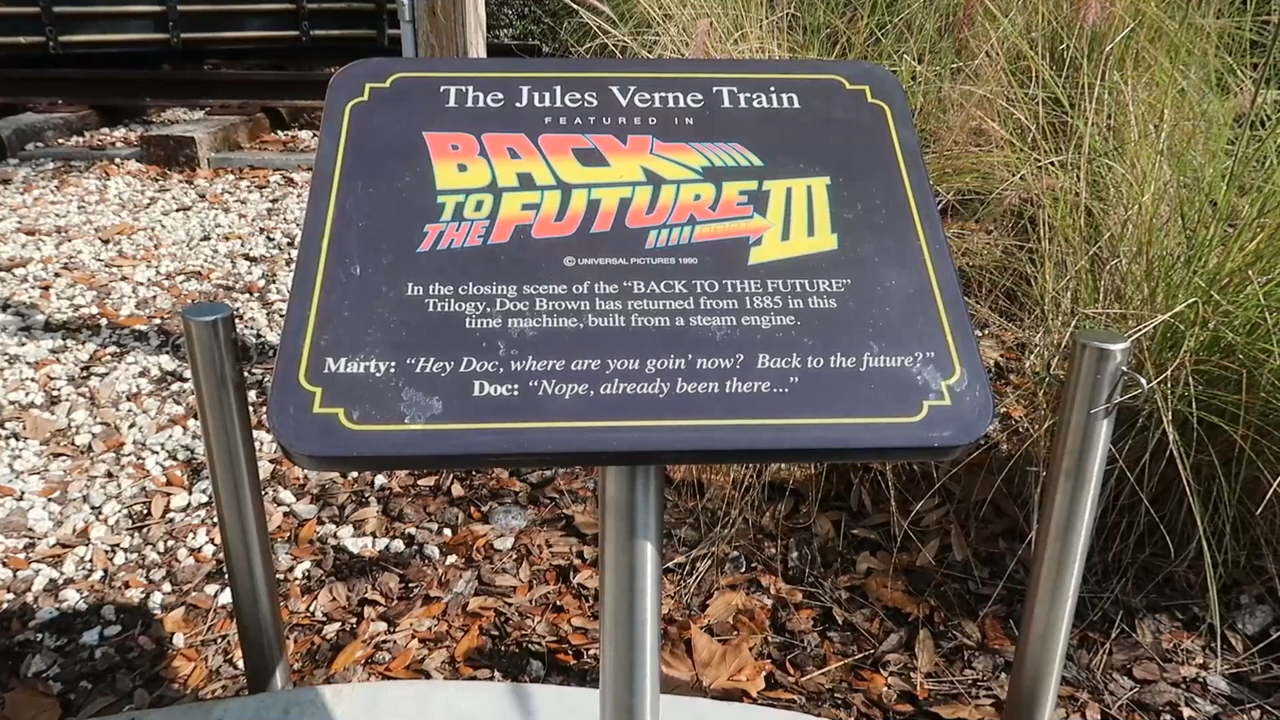 The Jules Verne Train
FEATURED IN
BACK
TO
THE FUTURE III
© UNIVERSAL PICTURES 1990
In the closing scene of the “BACK TO THE FUTURE”
Trilogy, Doc Brown has returned from 1885 in this
time machine, built from a steam engine.
Marty: “Hey Doc, where are you goin’ now? Back to the future?”
Doc: “Nope, already been there...”